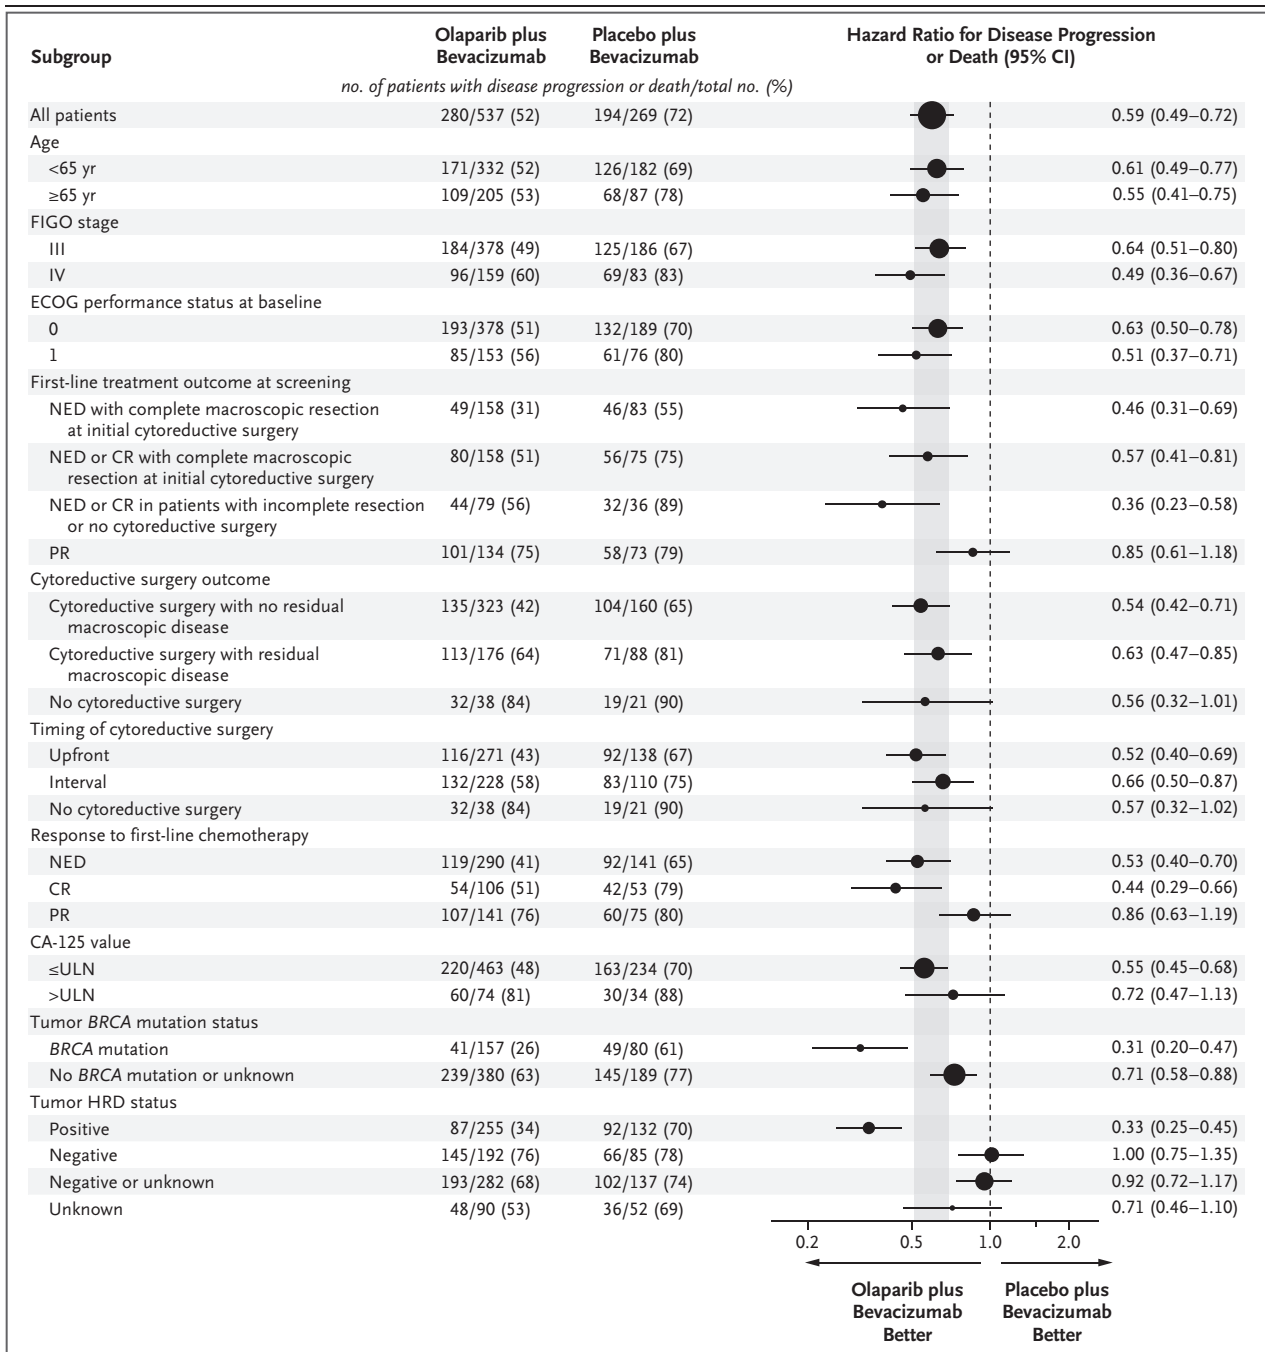 Subgroup Olaparib plus Bevacizumab Placebo plus Bevacizumab Hazard Ratio for Disease Progression or Death (95% CI)
no. of patients with disease progression or death/total no. (%)
All patients 280/537 (52) 194/269 (72) 0.59 (0.49–0.72)
Age
<65 yr 171/332 (52) 126/182 (69) 0.61 (0.49–0.77)
≥65 yr 109/205 (53) 68/87 (78) 0.55 (0.41–0.75)
FIGO stage
III 184/378 (49) 125/186 (67) 0.64 (0.51–0.80)
IV 96/159 (60) 69/83 (83) 0.49 (0.36–0.67)
ECOG performance status at baseline
0 193/378 (51) 132/189 (70) 0.63 (0.50–0.78)
1 85/153 (56) 61/76 (80) 0.51 (0.37–0.71)
First-line treatment outcome at screening
NED with complete macroscopic resection 49/158 (31) 46/83 (55) 0.46 (0.31–0.69)
at initial cytoreductive surgery
NED or CR with complete macroscopic 80/158 (51) 56/75 (75) 0.57 (0.41–0.81)
resection at initial cytoreductive surgery
NED or CR in patients with incomplete resection 44/79 (56) 32/36 (89) 0.36 (0.23–0.58)
or no cytoreductive surgery
PR 101/134 (75) 58/73 (79) 0.85 (0.61–1.18)
Cytoreductive surgery outcome
Cytoreductive surgery with no residual 135/323 (42) 104/160 (65) 0.54 (0.42–0.71)
macroscopic disease
Cytoreductive surgery with residual 113/176 (64) 71/88 (81) 0.63 (0.47–0.85)
macroscopic disease
No cytoreductive surgery 32/38 (84) 19/21 (90) 0.56 (0.32–1.01)
Timing of cytoreductive surgery
Upfront 116/271 (43) 92/138 (67) 0.52 (0.40–0.69)
Interval 132/228 (58) 83/110 (75) 0.66 (0.50–0.87)
No cytoreductive surgery 32/38 (84) 19/21 (90) 0.57 (0.32–1.02)
Response to first-line chemotherapy
NED 119/290 (41) 92/141 (65) 0.53 (0.40–0.70)
CR 54/106 (51) 42/53 (79) 0.44 (0.29–0.66)
PR 107/141 (76) 60/75 (80) 0.86 (0.63–1.19)
CA-125 value
≤ULN 220/463 (48) 163/234 (70) 0.55 (0.45–0.68)
>ULN 60/74 (81) 30/34 (88) 0.72 (0.47–1.13)
Tumor BRCA mutation status
BRCA mutation 41/157 (26) 49/80 (61) 0.31 (0.20–0.47)
No BRCA mutation or unknown 239/380 (63) 145/189 (77) 0.71 (0.58–0.88)
Tumor HRD status
Positive 87/255 (34) 92/132 (70) 0.33 (0.25–0.45)
Negative 145/192 (76) 66/85 (78) 1.00 (0.75–1.35)
Negative or unknown 193/282 (68) 102/137 (74) 0.92 (0.72–1.17)
Unknown 48/90 (53) 36/52 (69) 0.71 (0.46–1.10)
0.2 0.5 1.0 2.0
Olaparib plus Placebo plus
Bevacizumab Bevacizumab
Better Better